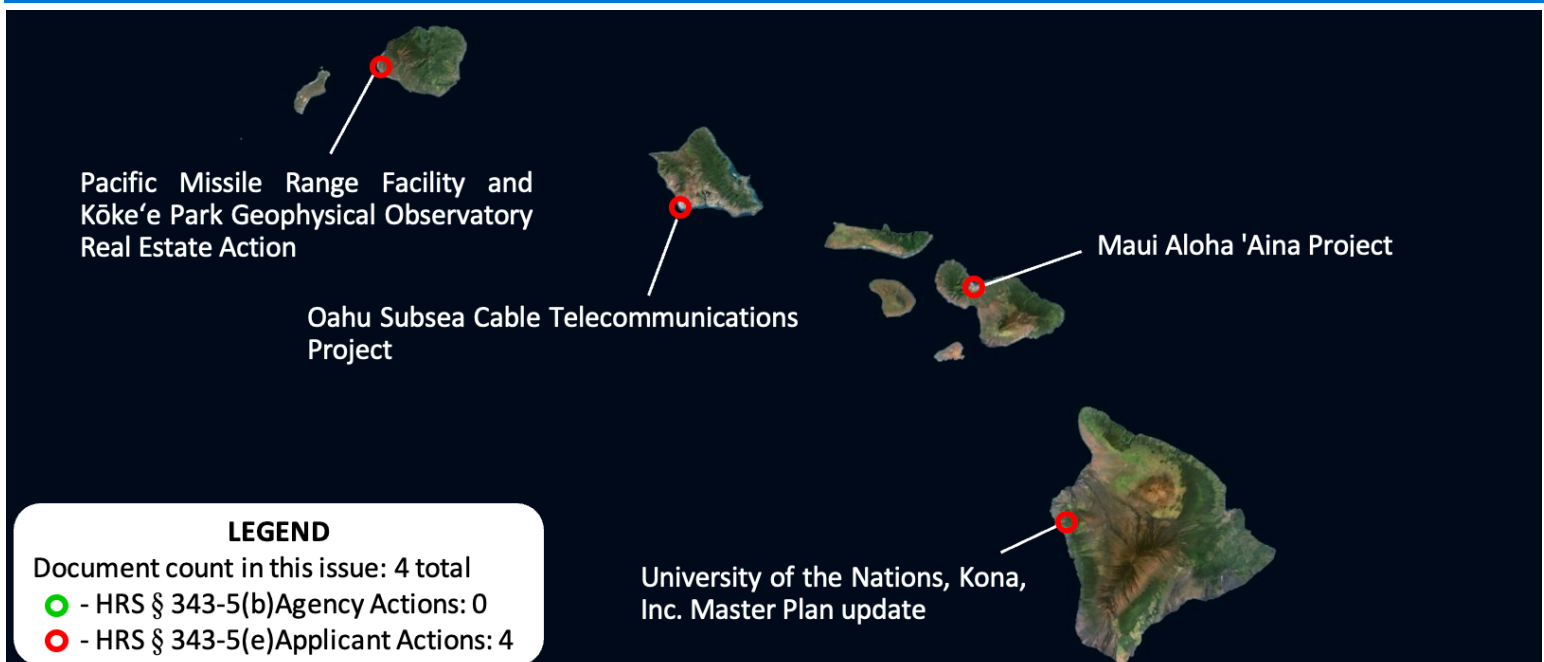 Pacific Missile Range Facility and
Kōkeʻe Park Geophysical Observatory
Real Estate Action
Oahu Subsea Cable Telecommunications
Project
Maui Aloha 'Aina Project
University of the Nations, Kona,
Inc. Master Plan update
LEGEND
Document count in this issue: 4 total
- HRS § 343-5(b)Agency Actions: 0
- HRS § 343-5(e)Applicant Actions: 4